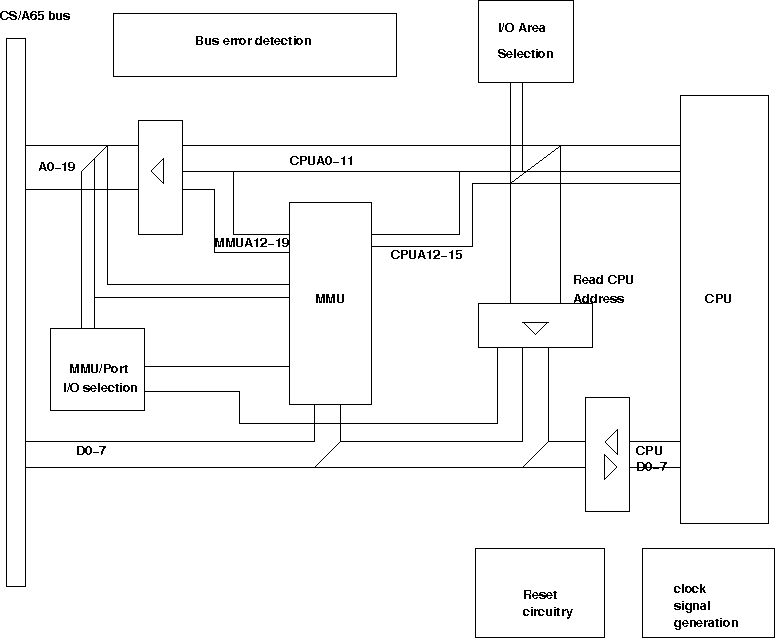 CS/A65 bus
Bus error detection
I/O Area
Selection
A0-19
CPUA0-11
MMUA12-19
CPUA12-15
MMU
Read CPU
Address
CPU
MMU/Port
I/O selection
D0-7
CPU
D0-7
Reset
circuitry
clock
signal
generation